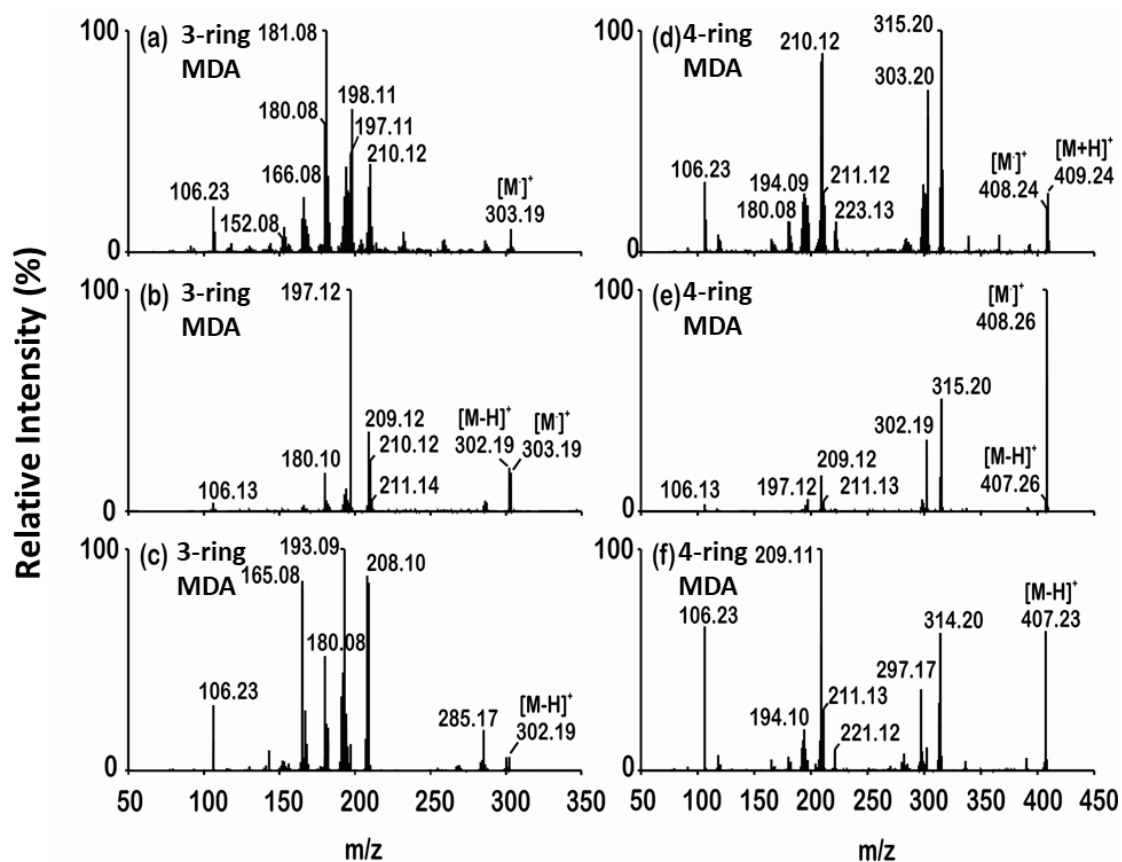 Relative Intensity (%)
100
0
(a) 3-ring
MDA
181.08
180.08
198.11
197.11
210.12
166.08
106.23
152.08
[M·]⁺
303.19
100
0
(b) 3-ring
MDA
197.12
209.12
210.12
211.14
180.10
106.13
[M-H]⁺
302.19
[M·]⁺
303.19
100
0
(c) 3-ring
MDA
193.09
165.08
208.10
180.08
106.23
285.17
[M-H]⁺
302.19
50 100 150 200 250 300 350
m/z
100
0
(d) 4-ring
MDA
210.12
315.20
303.20
106.23
194.09
180.08
211.12
223.13
[M·]⁺
408.24
[M+H]⁺
409.24
100
0
(e) 4-ring
MDA
[M·]⁺
408.26
315.20
302.19
209.12
197.12
211.13
106.13
[M-H]⁺
407.26
100
0
(f) 4-ring
MDA
209.11
106.23
314.20
297.17
211.13
194.10
221.12
[M-H]⁺
407.23
50 100 150 200 250 300 350 400 450
m/z